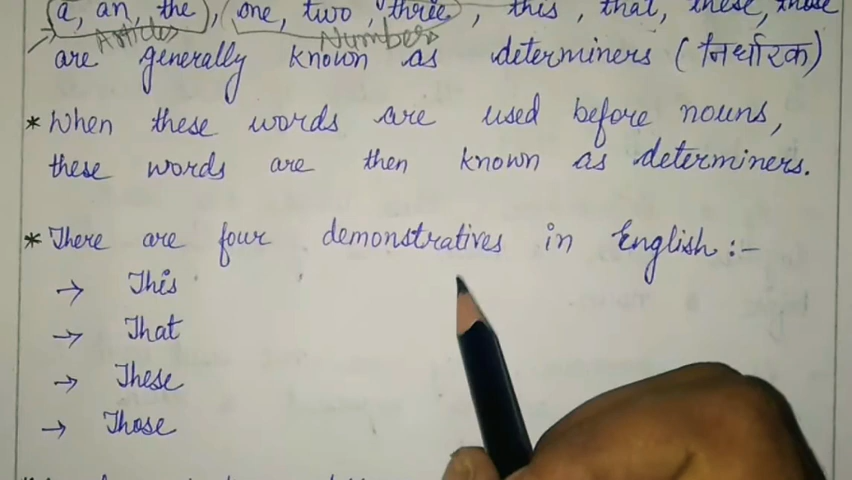 a, an, the, one, two, three, this, that, these, those
Articles Numbers
are generally known as determiners (निर्धारक)
* When these words are used before nouns,
these words are then known as determiners.
* There are four demonstratives in English :-
→ This
→ That
→ These
→ Those